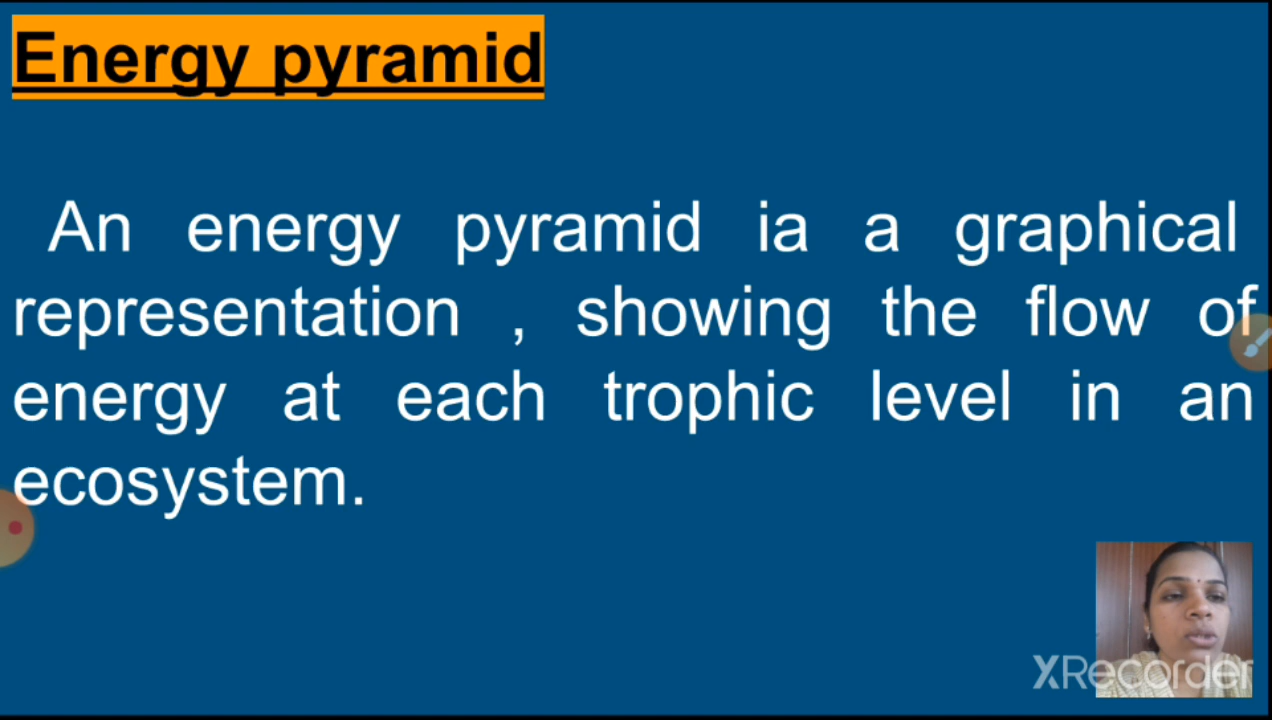 Energy pyramid
An energy pyramid ia a graphical
representation , showing the flow of
energy at each trophic level in an
ecosystem.
XRecorder